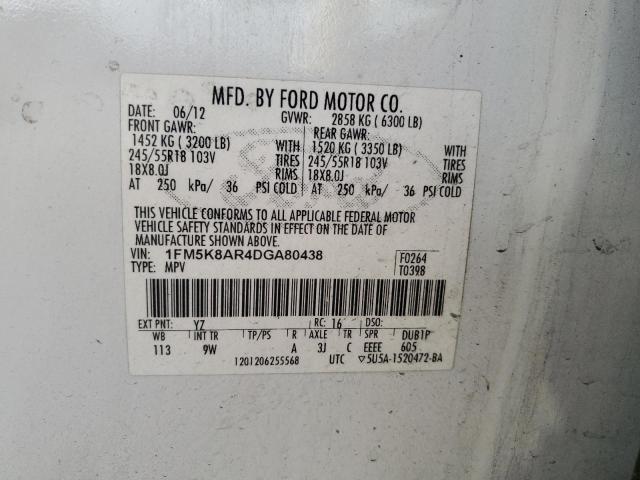 MFD. BY FORD MOTOR CO.
DATE: 06/12 GVWR: 2858 KG ( 6300 LB)
FRONT GAWR: REAR GAWR:
1452 KG ( 3200 LB) 1520 KG ( 3350 LB)
245/55R18 103V TIRES 245/55R18 103V TIRES
18X8.0J RIMS 18X8.0J RIMS
AT 250 kPa/ 36 PSI COLD AT 250 kPa/ 36 PSI COLD
THIS VEHICLE CONFORMS TO ALL APPLICABLE FEDERAL MOTOR
VEHICLE SAFETY STANDARDS IN EFFECT ON THE DATE OF
MANUFACTURE SHOWN ABOVE.
VIN: 1FM5K8AR4DGA80438 F0264
TYPE: MPV T0398
EXT PNT: YZ RC: 16 DSO:
WB INT TR TP/PS R AXLE TR SPR DUB1P
113 9W A 3J C EEEE 605
1201206255568 UTC ▽5U5A-1520472-BA